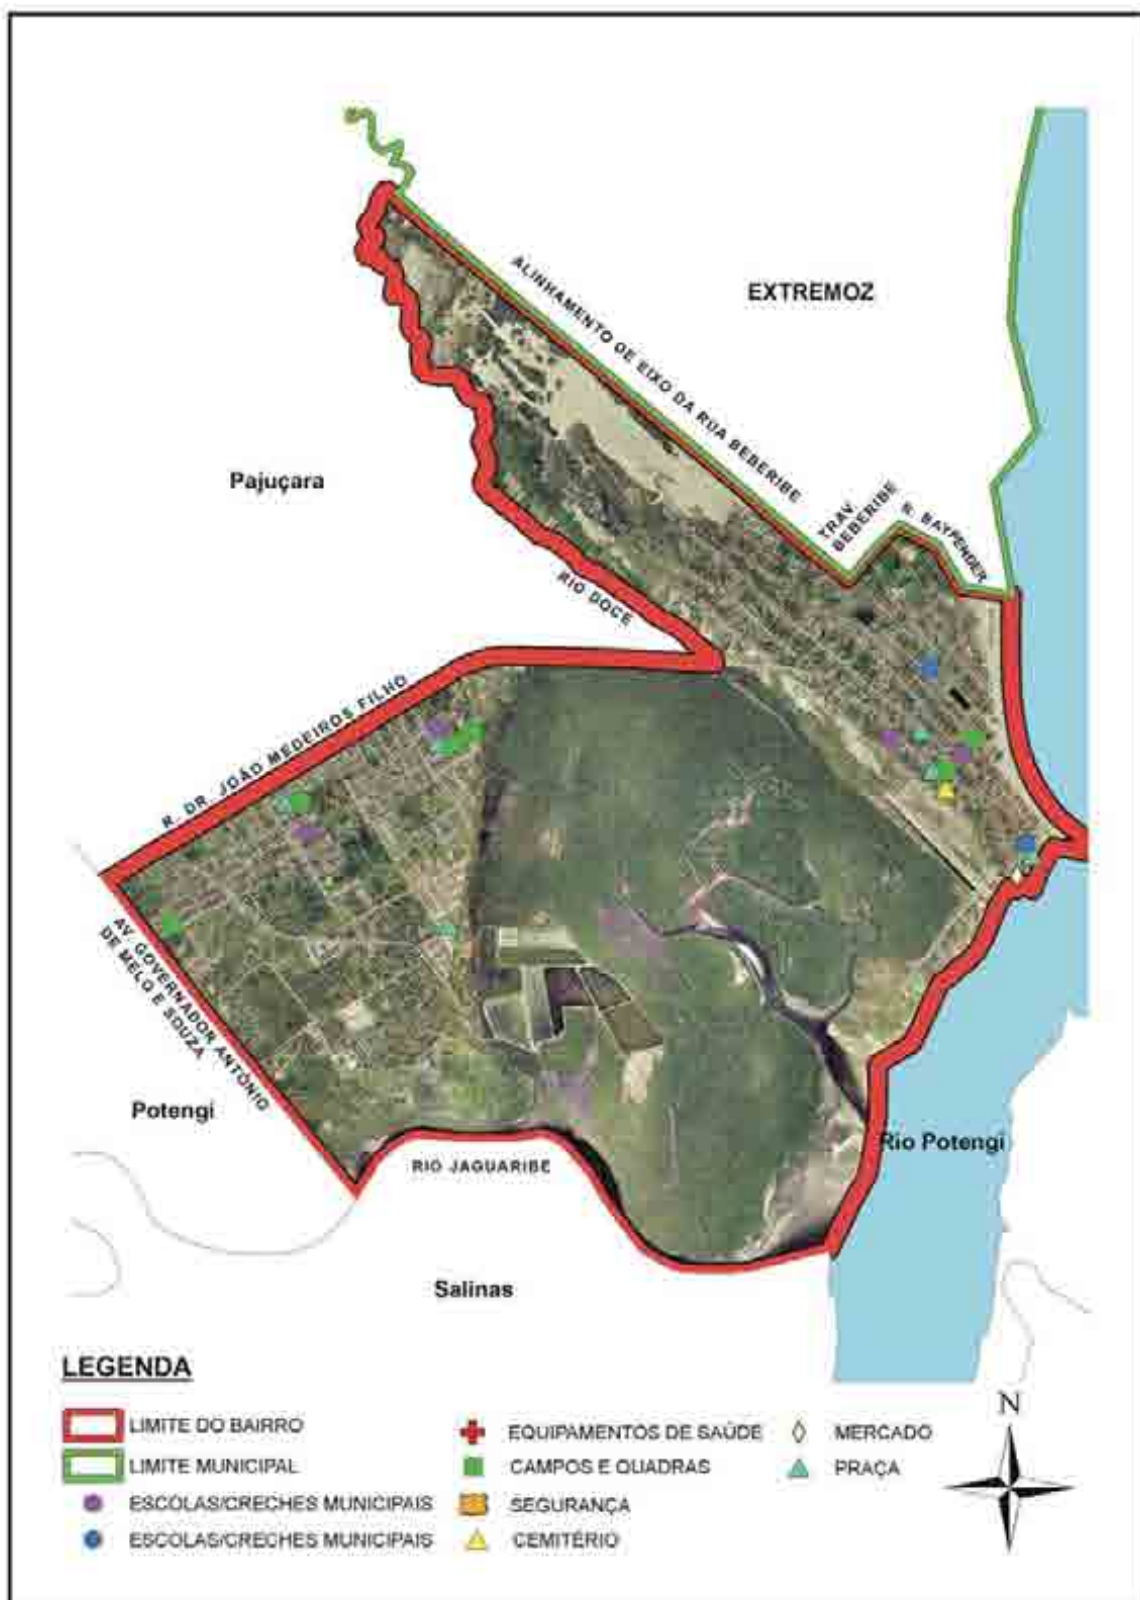 EXTREMOZ
ALINHAMENTO DE EIXO DA RUA BEBERIBE
Pajuçara
TRAV.
BEBERIBE
R. BAYPENDER
RIO DOCE
R. DR. JOÃO MEDEIROS FILHO
AV. GOVERNADOR ANTÔNIO
DE MELO E SOUZA
Potengi
Rio Potengi
RIO JAGUARIBE
Salinas
LEGENDA
LIMITE DO BAIRRO
LIMITE MUNICIPAL
ESCOLAS/CRECHES MUNICIPAIS
ESCOLAS/CRECHES MUNICIPAIS
EQUIPAMENTOS DE SAÚDE
CAMPOS E QUADRAS
SEGURANÇA
CEMITÉRIO
MERCADO
PRAÇA
N